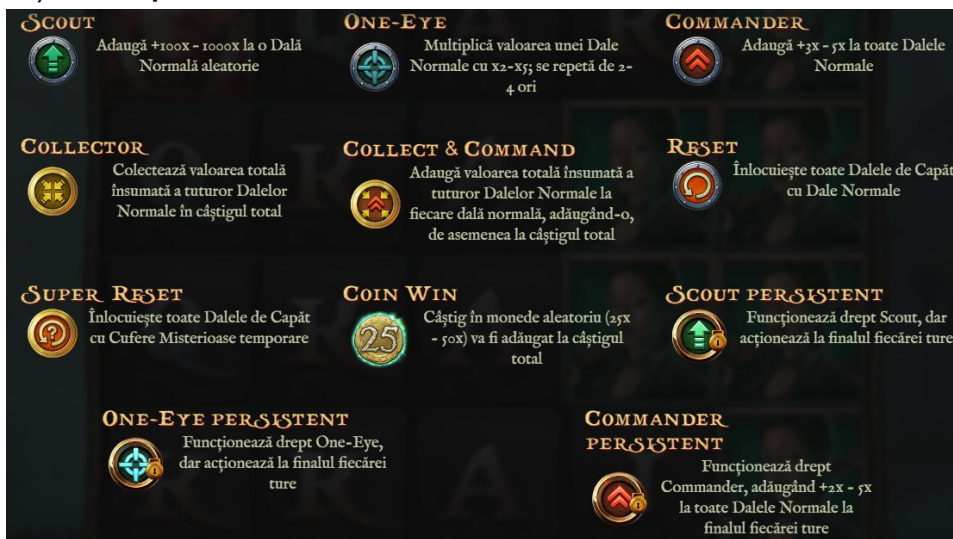 SCOUT
Adaugă +100x - 1000x la o Dală
Normală aleatorie
ONE-EYE
Multiplică valoarea unei Dale
Normale cu x2-x5; se repetă de 2-
4 ori
COMMANDER
Adaugă +3x - 5x la toate Dalele
Normale
COLLECTOR
Colectează valoarea totală
însumată a tuturor Dalelor
Normale în câștigul total
COLLECT & COMMAND
Adaugă valoarea totală însumată a
tuturor Dalelor Normale la
fiecare dală normală, adăugând-o,
de asemenea la câștigul total
RESET
Înlocuiește toate Dalele de Capăt
cu Dale Normale
SUPER RESET
Înlocuiește toate Dalele de Capăt
cu Cufere Misterioase temporare
COIN WIN
25
Câștig în monede aleatoriu (25x
- 50x) va fi adăugat la câștigul
total
SCOUT PERSISTENT
Funcționează drept Scout, dar
acționează la finalul fiecărei ture
ONE-EYE PERSISTENT
Funcționează drept One-Eye,
dar acționează la finalul fiecărei
ture
COMMANDER
PERSISTENT
Funcționează drept
Commander, adăugând +2x - 5x
la toate Dalele Normale la
finalul fiecărei ture